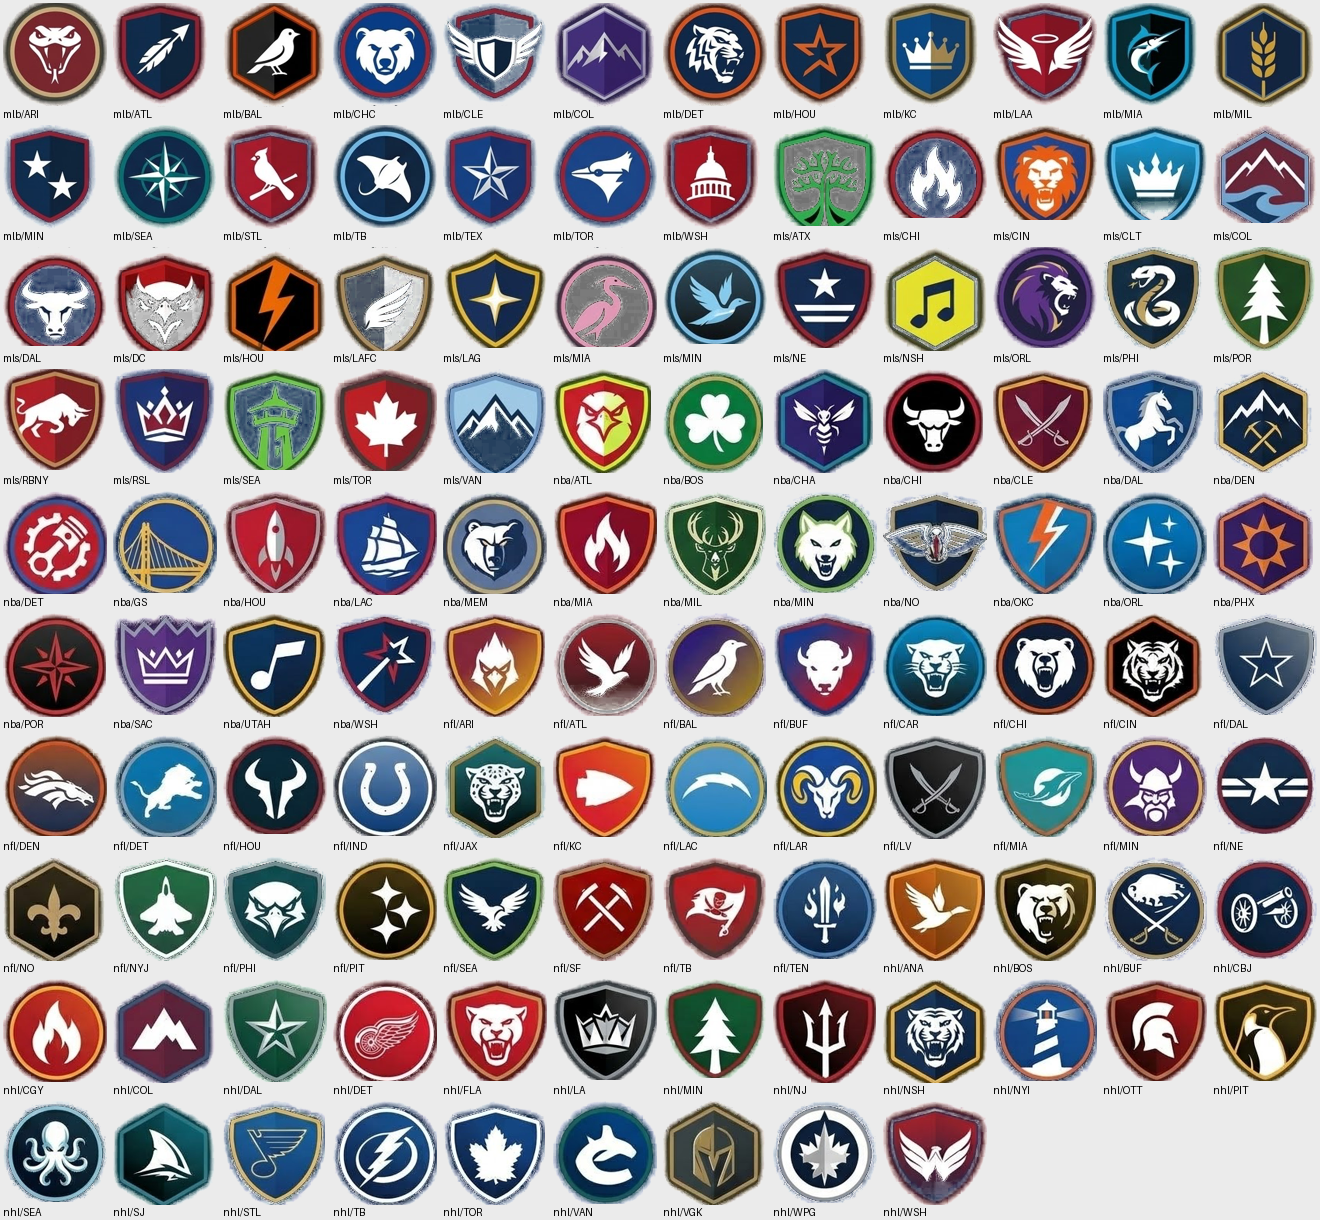 mlb/ARI mlb/ATL mlb/BAL mlb/CHC mlb/CLE mlb/COL mlb/DET mlb/HOU mlb/KC mlb/LAA mlb/MIA mlb/MIL
mlb/MIN mlb/SEA mlb/STL mlb/TB mlb/TEX mlb/TOR mlb/WSH mls/ATX mls/CHI mls/CIN mls/CLT mls/COL
mls/DAL mls/DC mls/HOU mls/LAFC mls/LAG mls/MIA mls/MIN mls/NE mls/NSH mls/ORL mls/PHI mls/POR
mls/RBNY mls/RSL mls/SEA mls/TOR mls/VAN nba/ATL nba/BOS nba/CHA nba/CHI nba/CLE nba/DAL nba/DEN
nba/DET nba/GS nba/HOU nba/LAC nba/MEM nba/MIA nba/MIL nba/MIN nba/NO nba/OKC nba/ORL nba/PHX
nba/POR nba/SAC nba/UTAH nba/WSH nfl/ARI nfl/ATL nfl/BAL nfl/BUF nfl/CAR nfl/CHI nfl/CIN nfl/DAL
nfl/DEN nfl/DET nfl/HOU nfl/IND nfl/JAX nfl/KC nfl/LAC nfl/LAR nfl/LV nfl/MIA nfl/MIN nfl/NE
nfl/NO nfl/NYJ nfl/PHI nfl/PIT nfl/SEA nfl/SF nfl/TB nfl/TEN nhl/ANA nhl/BOS nhl/BUF nhl/CBJ
nhl/CGY nhl/COL nhl/DAL nhl/DET nhl/FLA nhl/LA nhl/MIN nhl/NJ nhl/NSH nhl/NYI nhl/OTT nhl/PIT
nhl/SEA nhl/SJ nhl/STL nhl/TB nhl/TOR nhl/VAN nhl/VGK nhl/WPG nhl/WSH